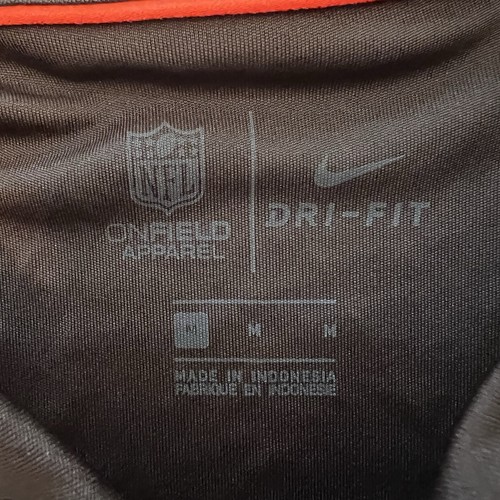 NFL
ONFIELD
APPAREL
DRI-FIT
M M M
MADE IN INDONESIA
FABRIQUE EN INDONESIE